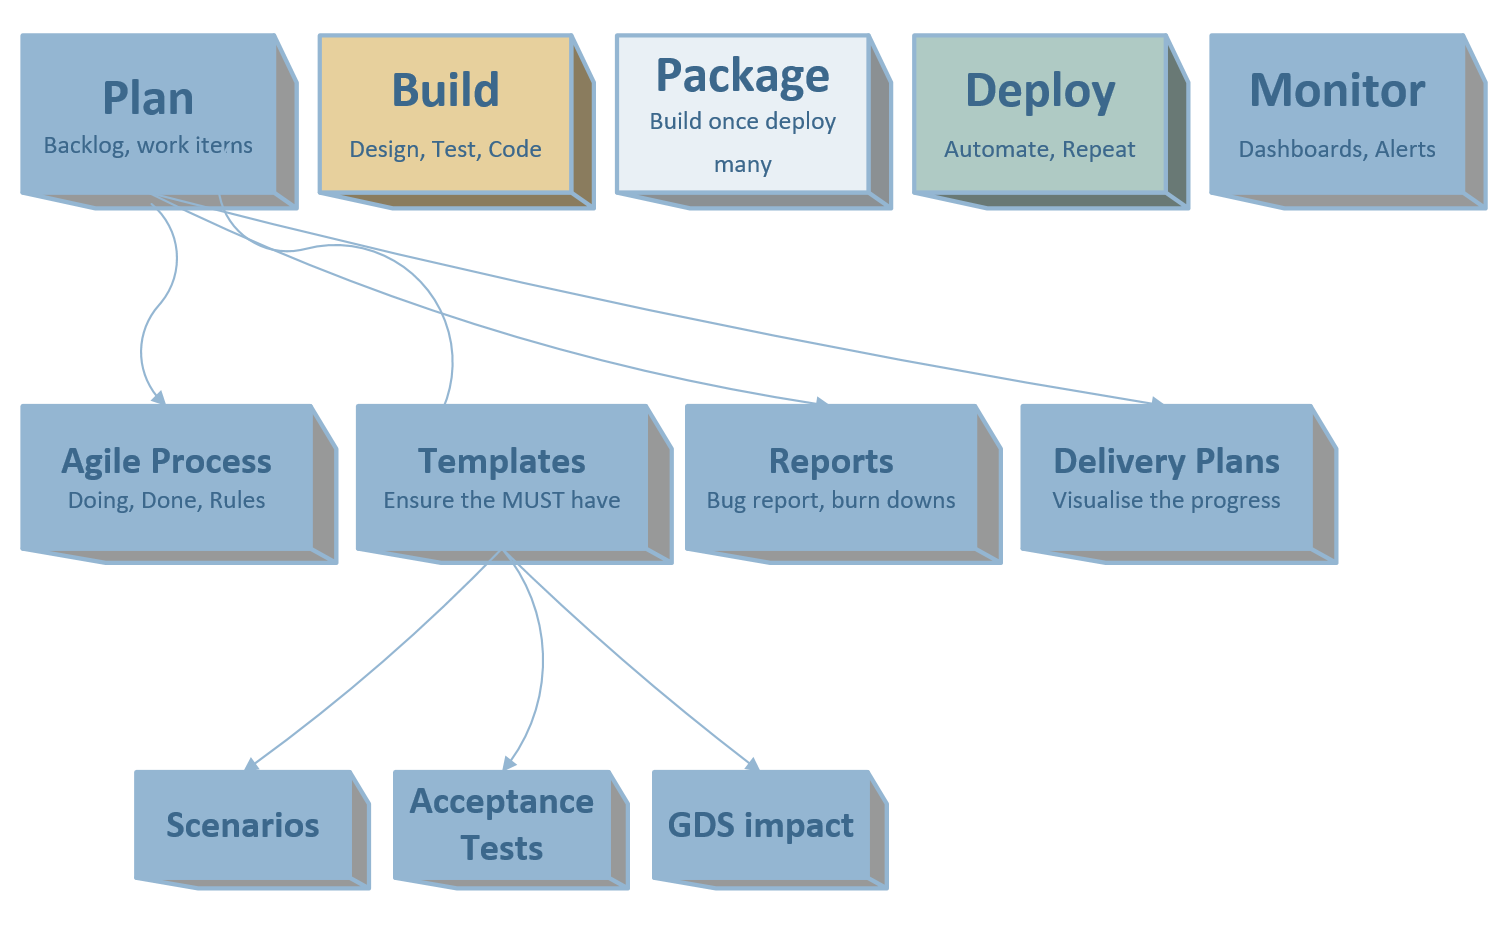 Plan
Backlog, work items
Build
Design, Test, Code
Package
Build once deploy
many
Deploy
Automate, Repeat
Monitor
Dashboards, Alerts
Agile Process
Doing, Done, Rules
Templates
Ensure the MUST have
Reports
Bug report, burn downs
Delivery Plans
Visualise the progress
Scenarios
Acceptance
Tests
GDS impact